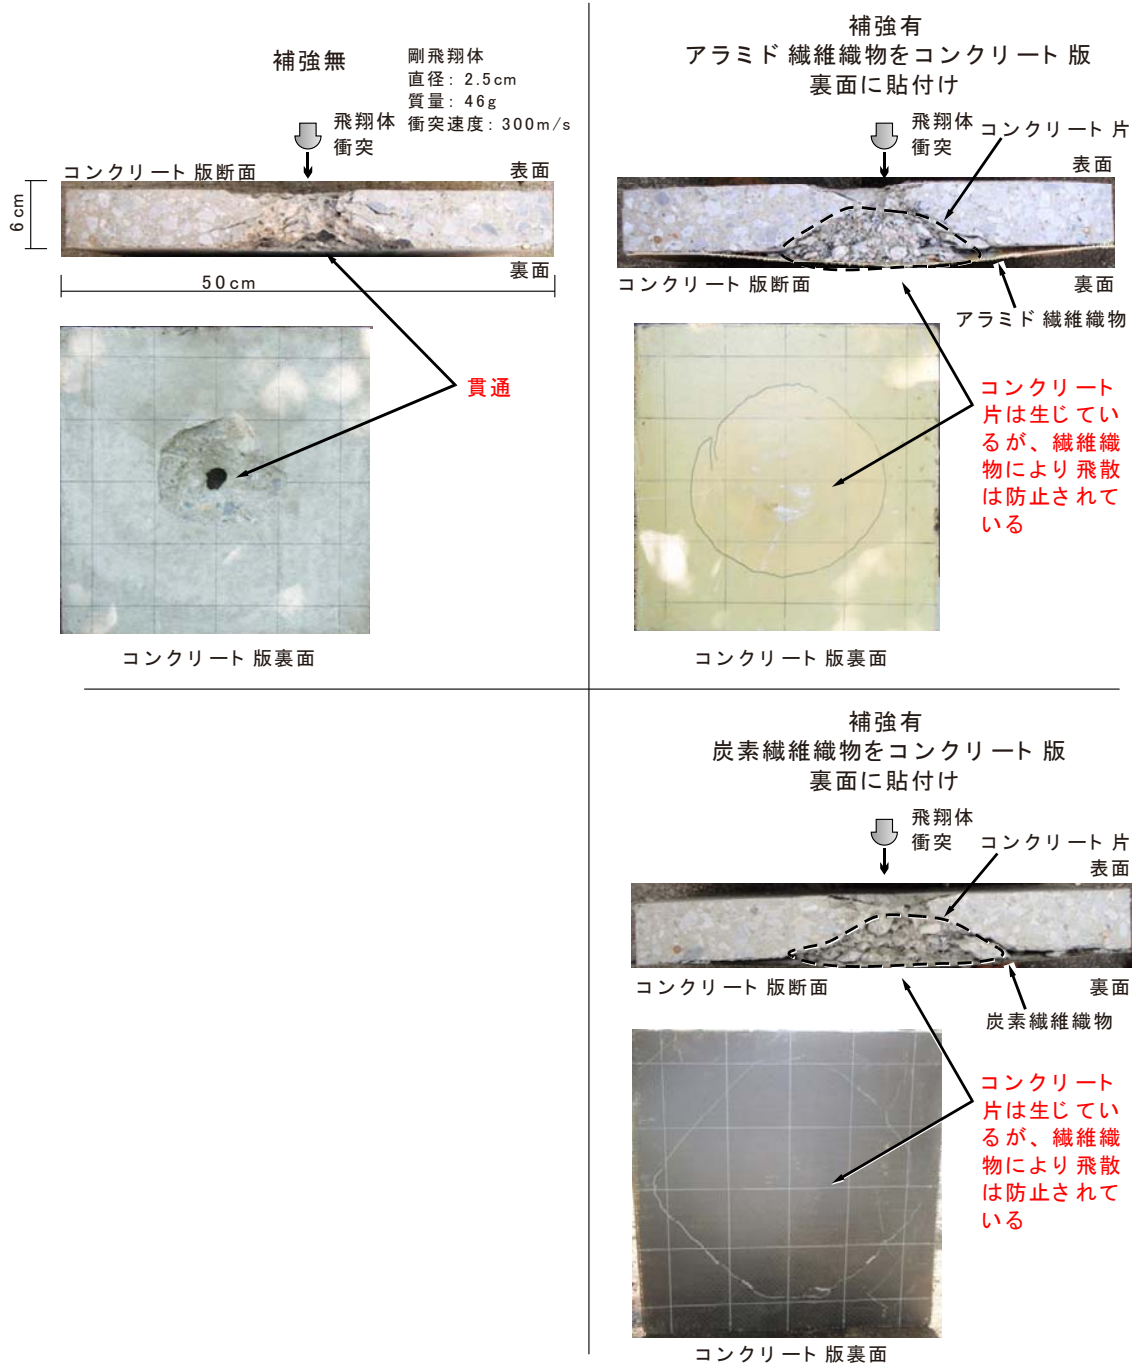 補強無
剛飛翔体
直径: 2.5cm
質量: 46g
衝突速度: 300m/s
飛翔体
衝突
コンクリート版断面
表面
6cm
裏面
50cm
貫通
コンクリート版裏面
補強有
アラミド繊維織物をコンクリート版
裏面に貼付け
飛翔体
衝突
コンクリート片
表面
コンクリート版断面
裏面
アラミド繊維織物
コンクリート
片は生じてい
るが、繊維織
物により飛散
は防止されて
いる
コンクリート版裏面
補強有
炭素繊維織物をコンクリート版
裏面に貼付け
飛翔体
衝突
コンクリート片
表面
コンクリート版断面
裏面
炭素繊維織物
コンクリート
片は生じてい
るが、繊維織
物により飛散
は防止されて
いる
コンクリート版裏面